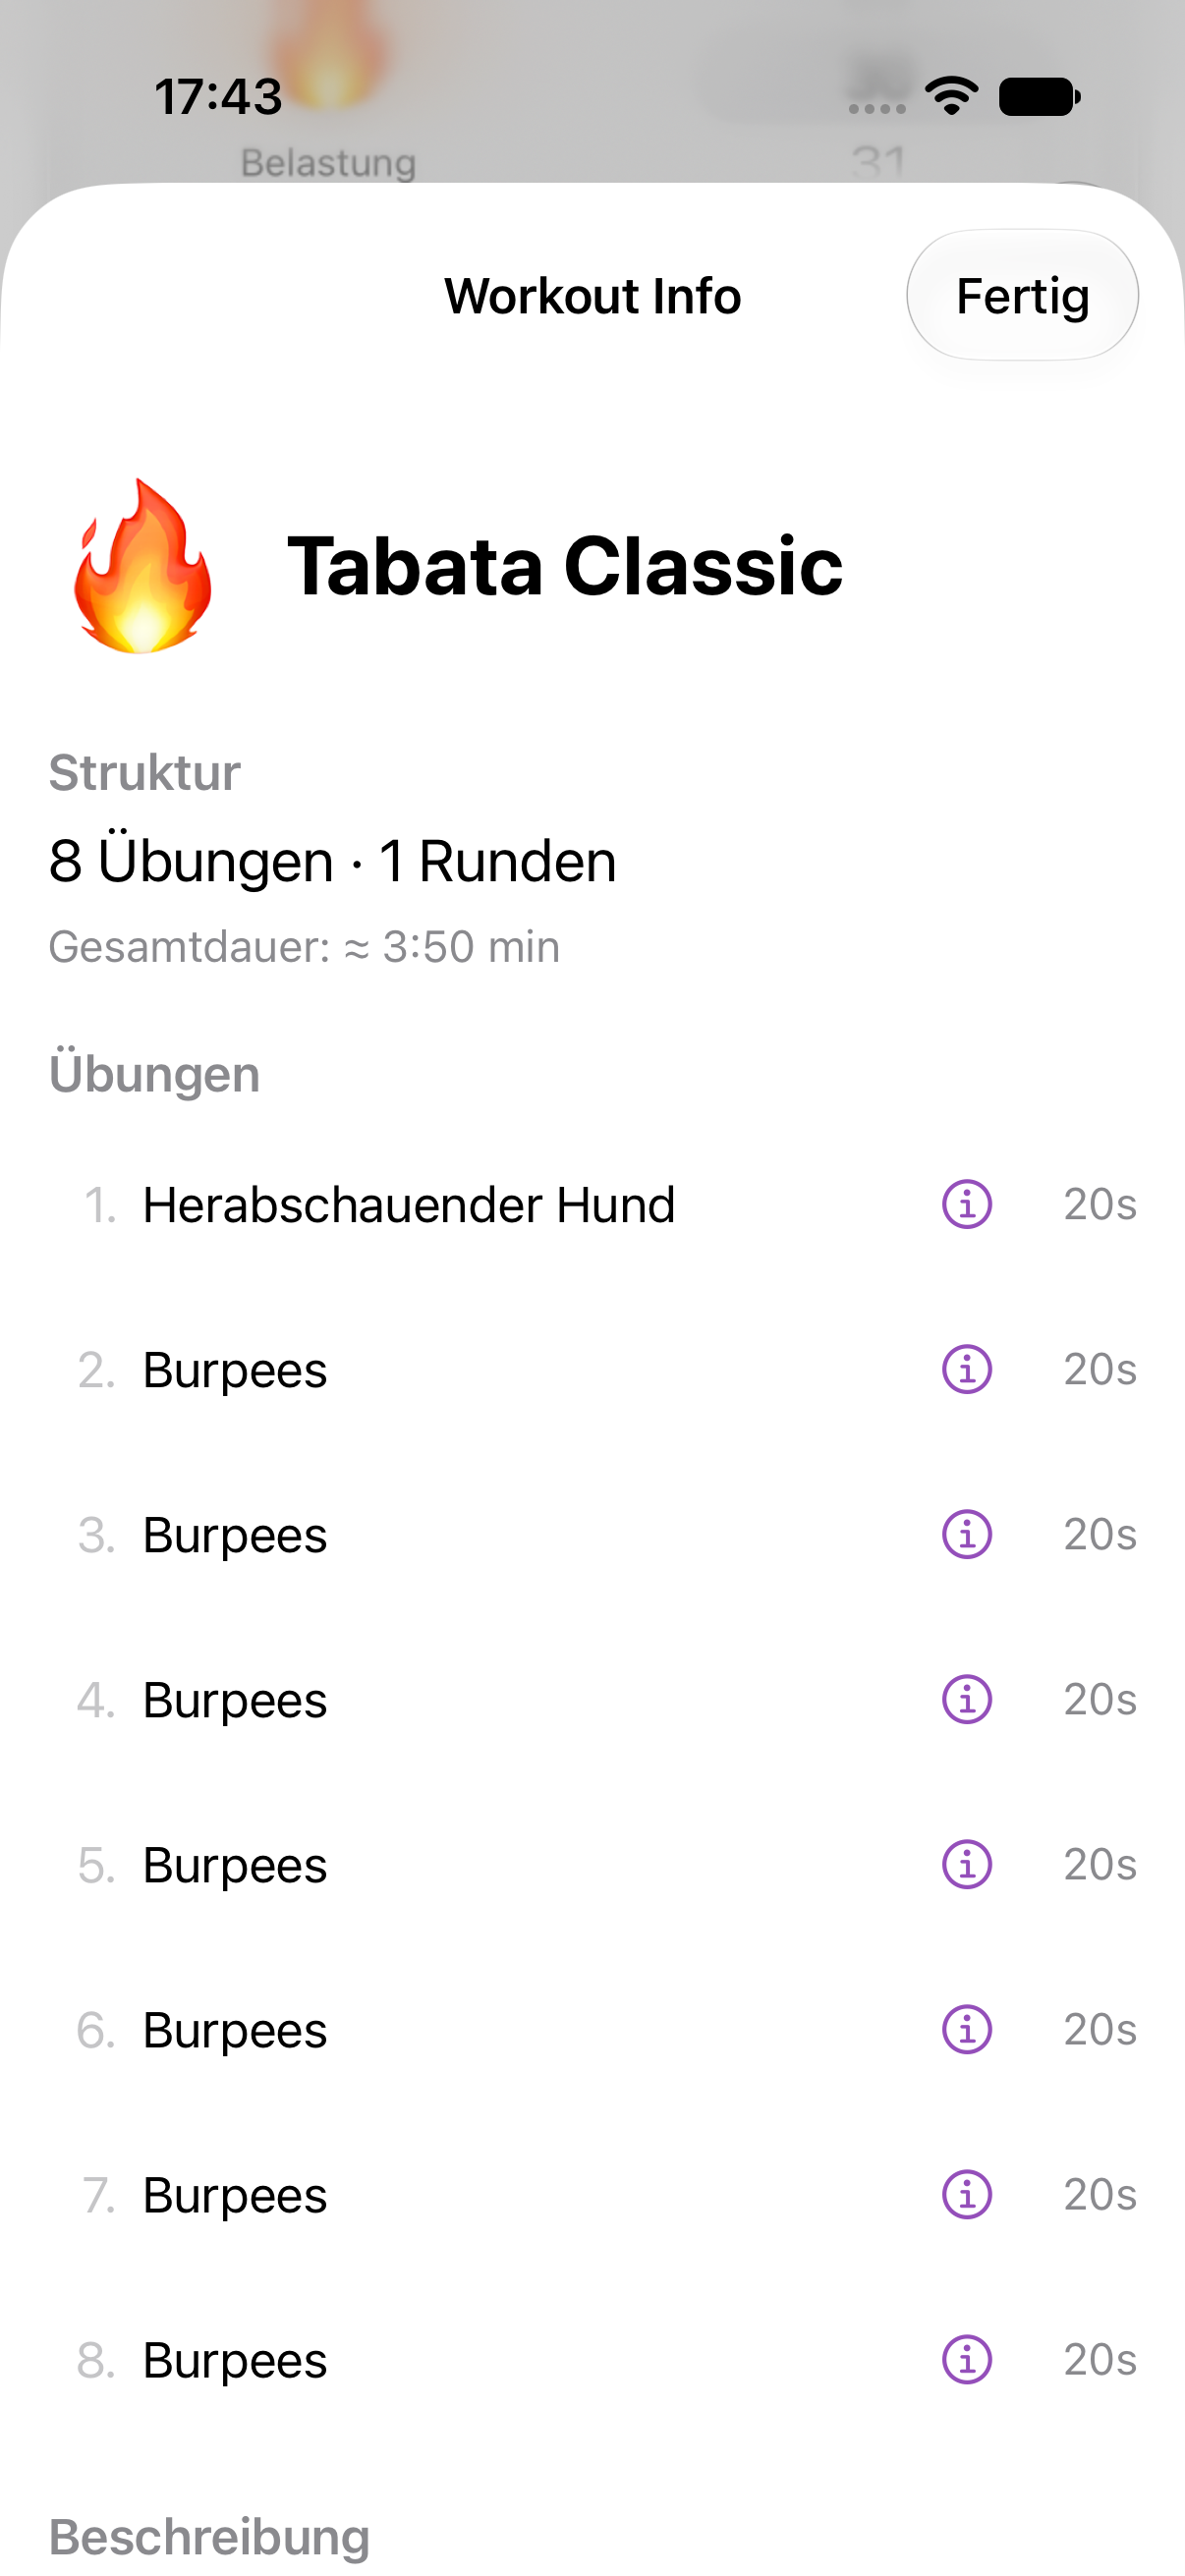 17:43
Belastung
31
Workout Info
Fertig
Tabata Classic
Struktur
8 Übungen · 1 Runden
Gesamtdauer: ≈ 3:50 min
Übungen
1. Herabschauender Hund 20s
2. Burpees 20s
3. Burpees 20s
4. Burpees 20s
5. Burpees 20s
6. Burpees 20s
7. Burpees 20s
8. Burpees 20s
Beschreibung